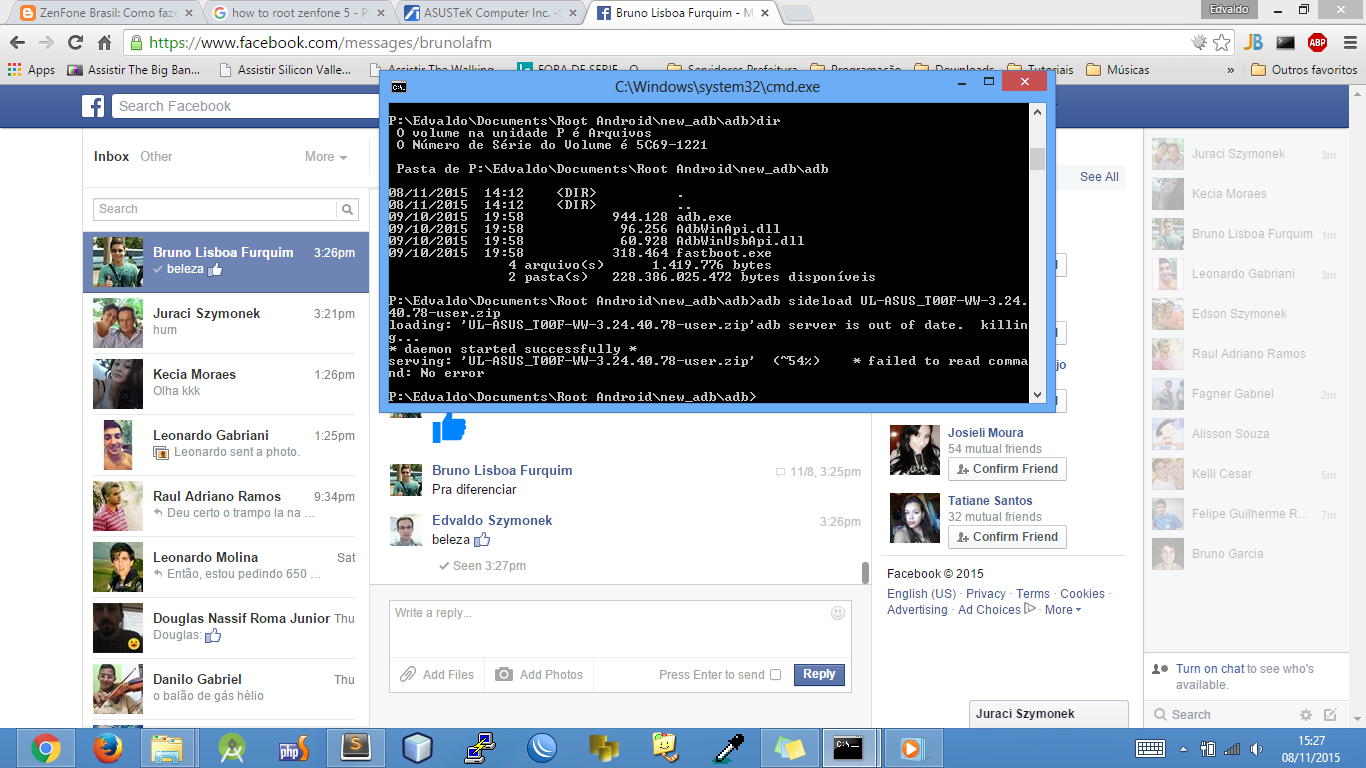 ZenFone Brasil: Como faze
how to root zenfone 5 - P
ASUSTeK Computer Inc. -S
Bruno Lisboa Furquim - M
Edvaldo
https://www.facebook.com/messages/brunolafm
JB
ABP
Apps
Assistir The Big Ban...
Assistir Silicon Valle...
Assistir The Walking
FORA DE SERIE - O
Servidores Prefeitura
Programação
Downloads
Tutoriais
Músicas
»
Outros favoritos
Search Facebook
C:\Windows\system32\cmd.exe
P:\Edvaldo\Documents\Root Android\new_adb\adb>dir
O volume na unidade P é Arquivos
O Número de Série do Volume é 5C69-1221
Pasta de P:\Edvaldo\Documents\Root Android\new_adb\adb
08/11/2015  14:12    <DIR>          .
08/11/2015  14:12    <DIR>          ..
09/10/2015  19:58           944.128 adb.exe
09/10/2015  19:58            96.256 AdbWinApi.dll
09/10/2015  19:58            60.928 AdbWinUsbApi.dll
09/10/2015  19:58           318.464 fastboot.exe
4 arquivo(s)      1.419.776 bytes
2 pasta(s)   228.386.025.472 bytes disponíveis
P:\Edvaldo\Documents\Root Android\new_adb\adb>adb sideload UL-ASUS_T00F-WW-3.24.
40.78-user.zip
loading: 'UL-ASUS_T00F-WW-3.24.40.78-user.zip'adb server is out of date.  killin
g...
* daemon started successfully *
serving: 'UL-ASUS_T00F-WW-3.24.40.78-user.zip'  (~54%)    * failed to read comma
nd: No error
P:\Edvaldo\Documents\Root Android\new_adb\adb>
Inbox
Other
More
Search
Bruno Lisboa Furquim
3:26pm
beleza
Juraci Szymonek
3:21pm
hum
Kecia Moraes
1:26pm
Olha kkk
Leonardo Gabriani
1:25pm
Leonardo sent a photo.
Raul Adriano Ramos
9:34pm
Deu certo o trampo la na ...
Leonardo Molina
Sat
Então, estou pedindo 650 ...
Douglas Nassif Roma Junior
Thu
Douglas:
Danilo Gabriel
Thu
o balão de gás hélio
Bruno Lisboa Furquim
11/8, 3:25pm
Pra diferenciar
Edvaldo Szymonek
3:26pm
beleza
Seen 3:27pm
Write a reply...
Add Files
Add Photos
Press Enter to send
Reply
See All
Josieli Moura
54 mutual friends
Confirm Friend
Tatiane Santos
32 mutual friends
Confirm Friend
Facebook © 2015
English (US) · Privacy · Terms · Cookies ·
Advertising · Ad Choices · More
Juraci Szymonek
Juraci Szymonek
3m
Kecia Moraes
Bruno Lisboa Furquim
1m
Leonardo Gabriani
3m
Edson Szymonek
Raul Adriano Ramos
Fagner Gabriel
2m
Alisson Souza
Kelli Cesar
5m
Felipe Guilherme R...
7m
Bruno Garcia
Turn on chat to see who's
available.
Search
php
S
15:27
08/11/2015